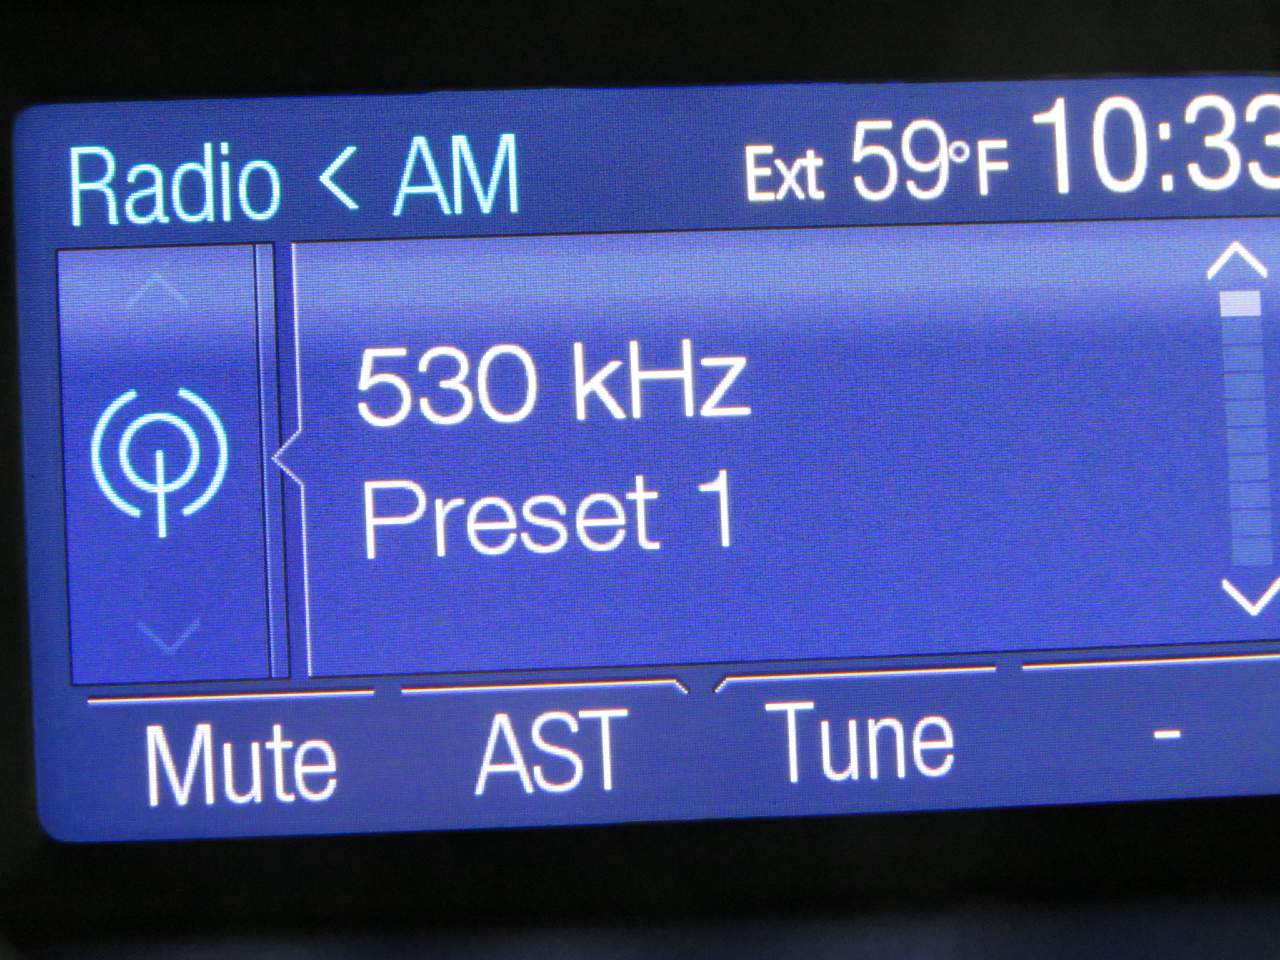 Radio < AM Ext 59°F 10:33
530 kHz
Preset 1
Mute AST Tune -